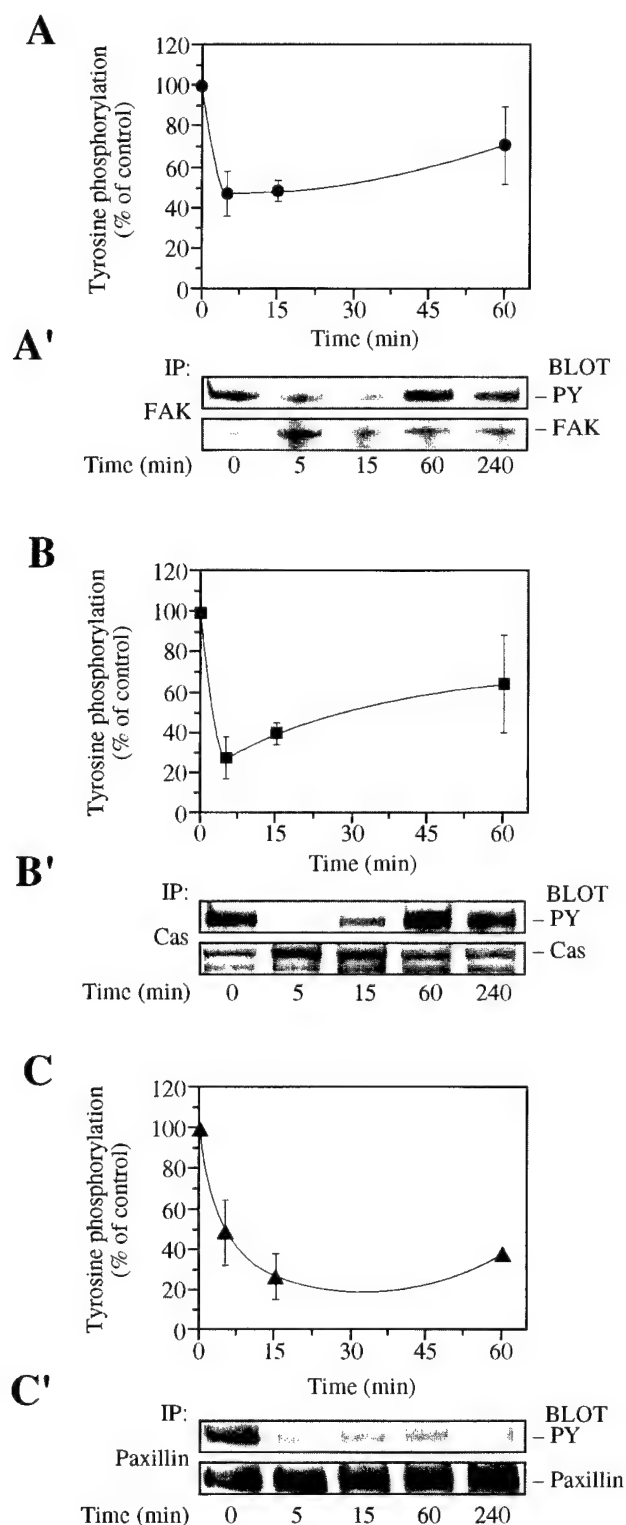 A
120
100
80
60
40
20
0
Tyrosine phosphorylation
(% of control)
0 15 30 45 60
Time (min)
A'
IP: BLOT
FAK
– PY
– FAK
Time (min) 0 5 15 60 240
B
120
100
80
60
40
20
0
Tyrosine phosphorylation
(% of control)
0 15 30 45 60
Time (min)
B'
IP: BLOT
Cas
– PY
– Cas
Time (min) 0 5 15 60 240
C
120
100
80
60
40
20
0
Tyrosine phosphorylation
(% of control)
0 15 30 45 60
Time (min)
C'
IP: BLOT
Paxillin
– PY
– Paxillin
Time (min) 0 5 15 60 240